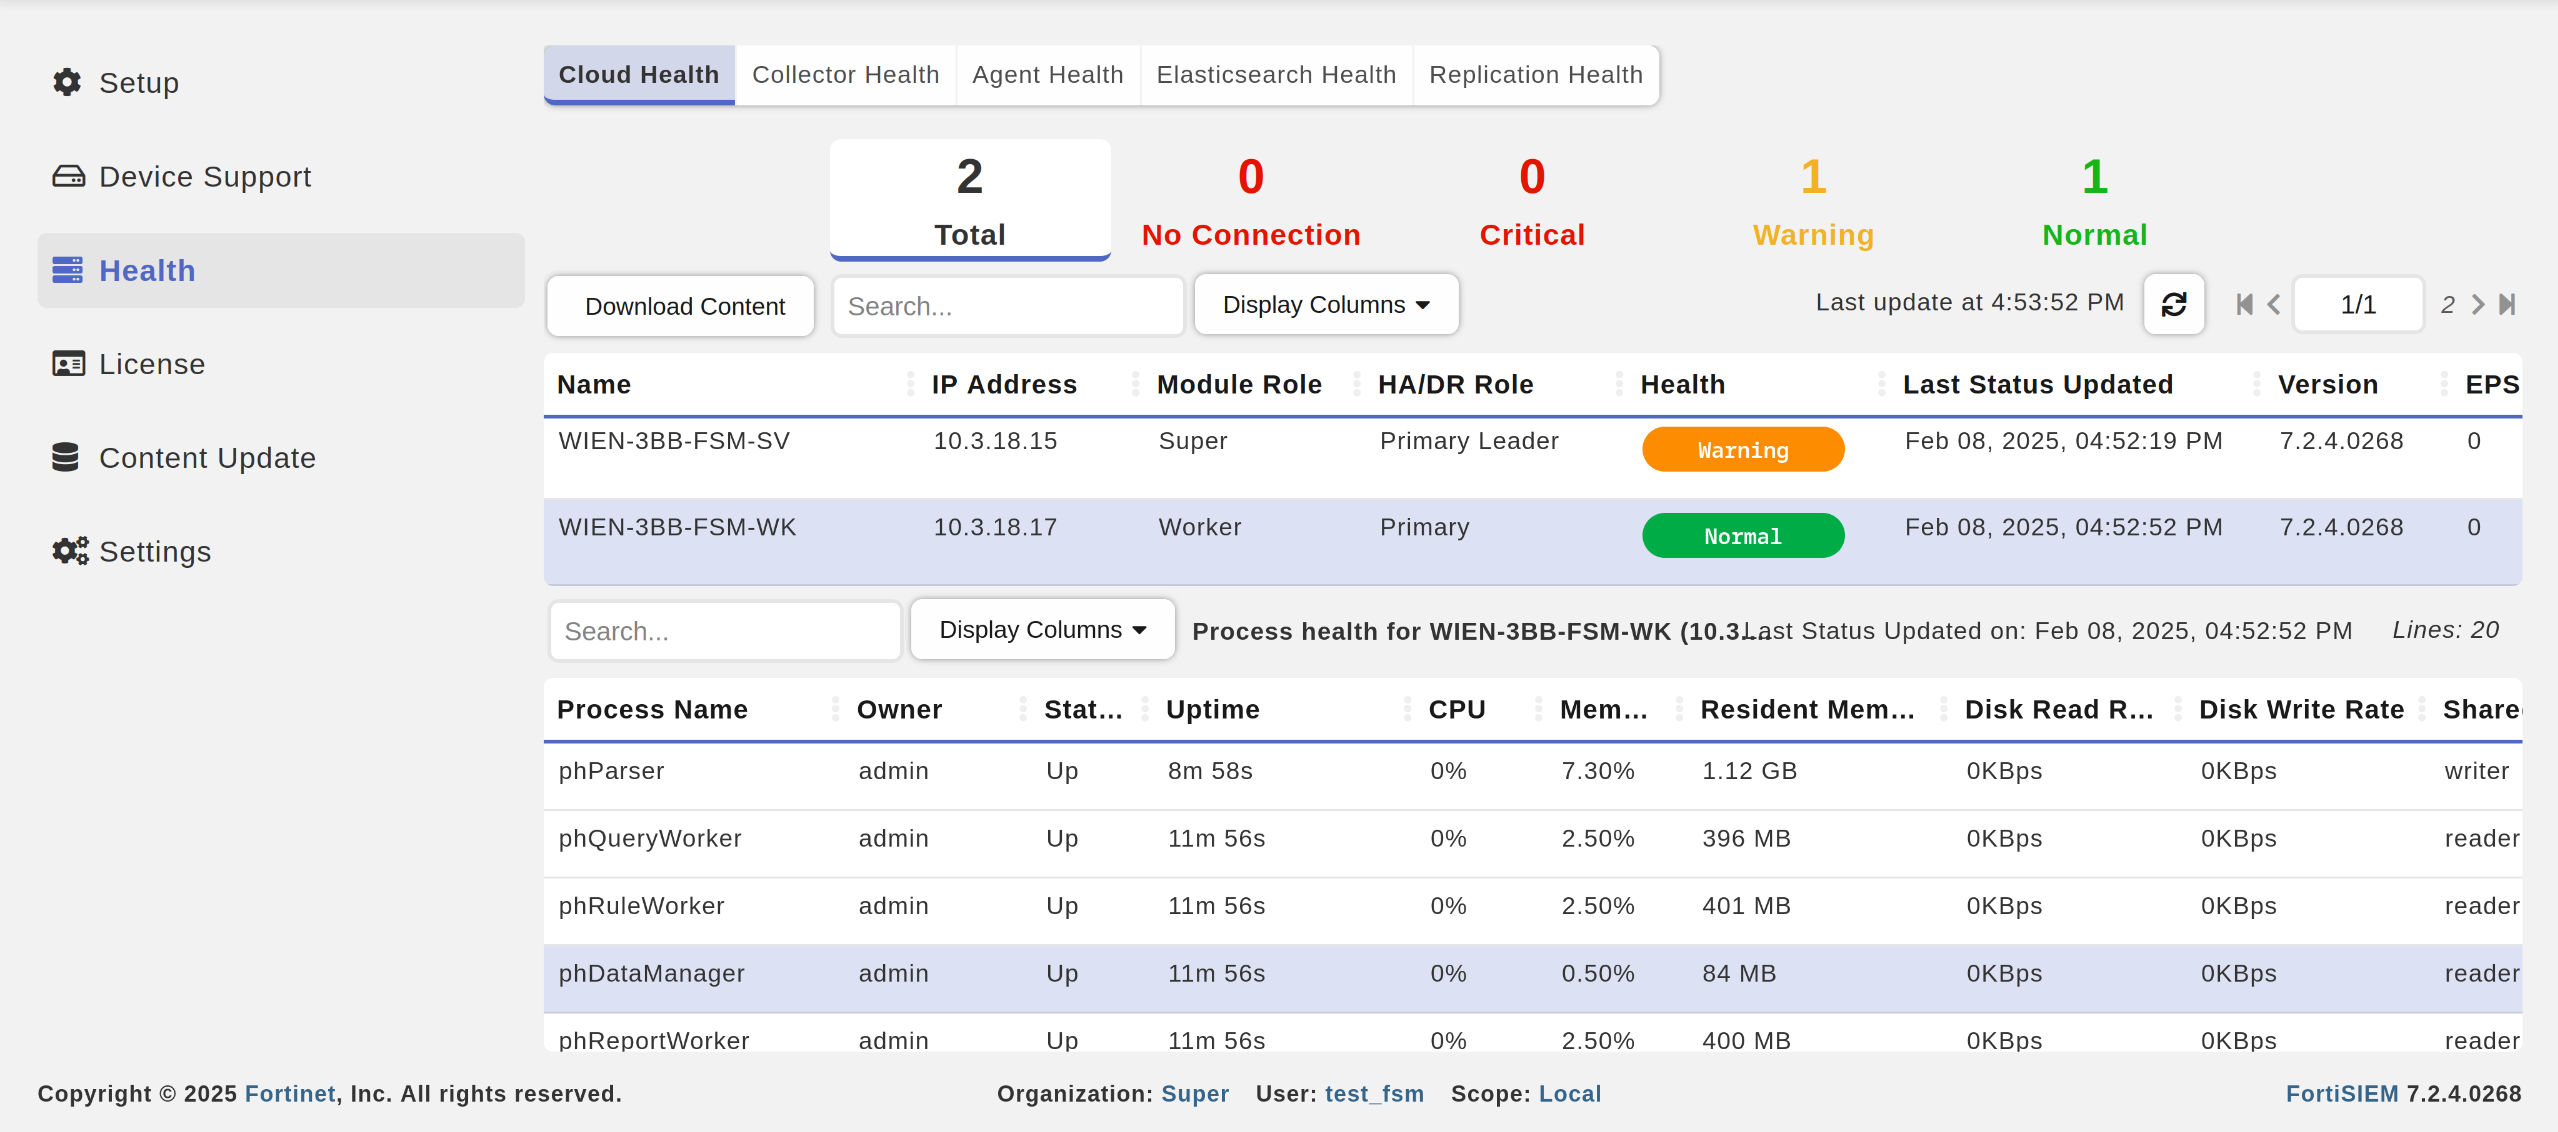 Setup
Device Support
Health
License
Content Update
Settings
Cloud Health Collector Health Agent Health Elasticsearch Health Replication Health
2 0 0 1 1
Total No Connection Critical Warning Normal
Download Content Search... Display Columns Last update at 4:53:52 PM 1/1 2
Name IP Address Module Role HA/DR Role Health Last Status Updated Version EPS
WIEN-3BB-FSM-SV 10.3.18.15 Super Primary Leader Warning Feb 08, 2025, 04:52:19 PM 7.2.4.0268 0
WIEN-3BB-FSM-WK 10.3.18.17 Worker Primary Normal Feb 08, 2025, 04:52:52 PM 7.2.4.0268 0
Search... Display Columns Process health for WIEN-3BB-FSM-WK (10.3.... Last Status Updated on: Feb 08, 2025, 04:52:52 PM Lines: 20
Process Name Owner Stat... Uptime CPU Mem... Resident Mem... Disk Read R... Disk Write Rate Shared
phParser admin Up 8m 58s 0% 7.30% 1.12 GB 0KBps 0KBps writer
phQueryWorker admin Up 11m 56s 0% 2.50% 396 MB 0KBps 0KBps reader
phRuleWorker admin Up 11m 56s 0% 2.50% 401 MB 0KBps 0KBps reader
phDataManager admin Up 11m 56s 0% 0.50% 84 MB 0KBps 0KBps reader
phReportWorker admin Up 11m 56s 0% 2.50% 400 MB 0KBps 0KBps reader
Copyright © 2025 Fortinet, Inc. All rights reserved. Organization: Super User: test_fsm Scope: Local FortiSIEM 7.2.4.0268